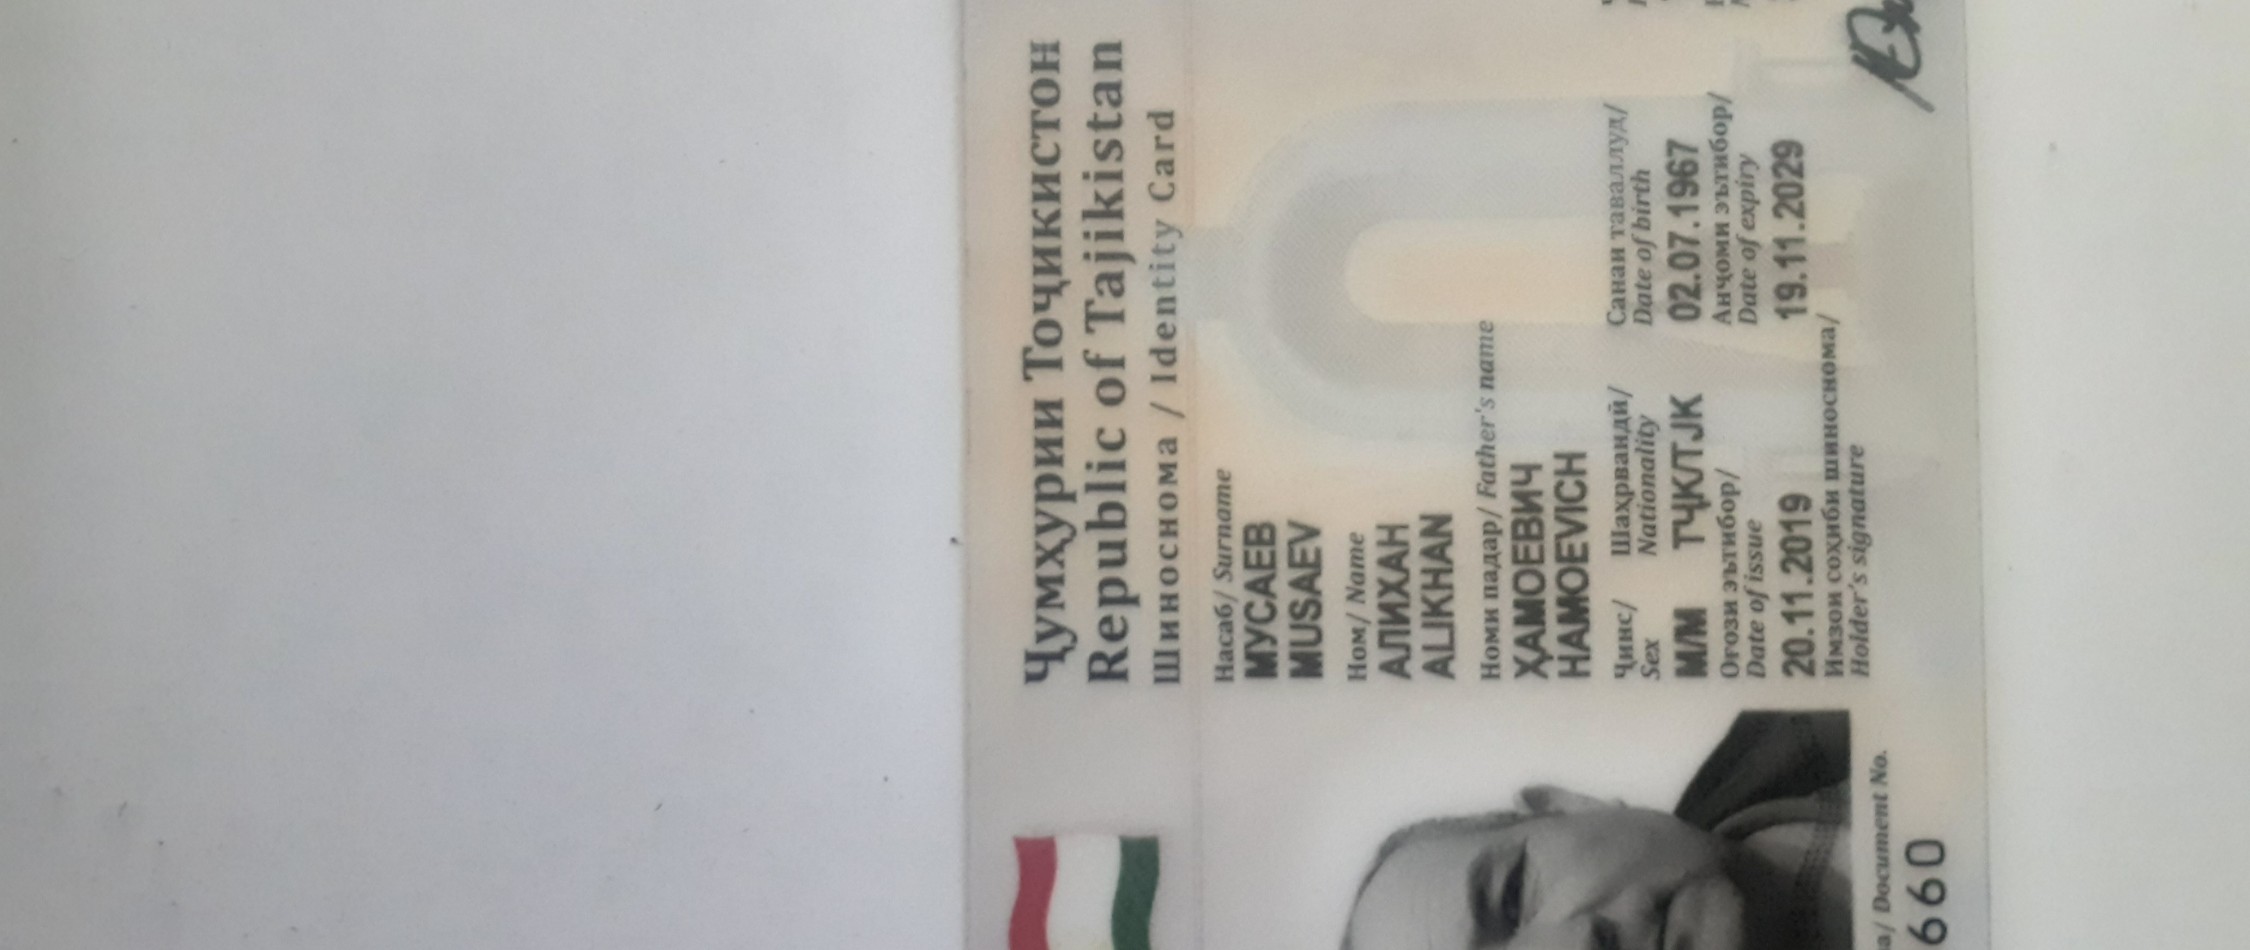 Ҷумҳурии Тоҷикистон
Republic of Tajikistan
Шиноснома / Identity Card
Насаб/ Surname
МУСАЕВ
MUSAEV
Ном/ Name
АЛИХАН
ALIKHAN
Номи падар/ Father's name
ҲАМОЕВИЧ
HAMOEVICH
Ҷинс/ Шаҳрвандӣ/ Санаи таваллуд/
Sex Nationality Date of birth
М/M ТҶК/TJK 02.07.1967
Оғози эътибор/ Анҷоми эътибор/
Date of issue Date of expiry
20.11.2019 19.11.2029
Имзои соҳиби шиноснома/
Holder's signature
Document No.
660